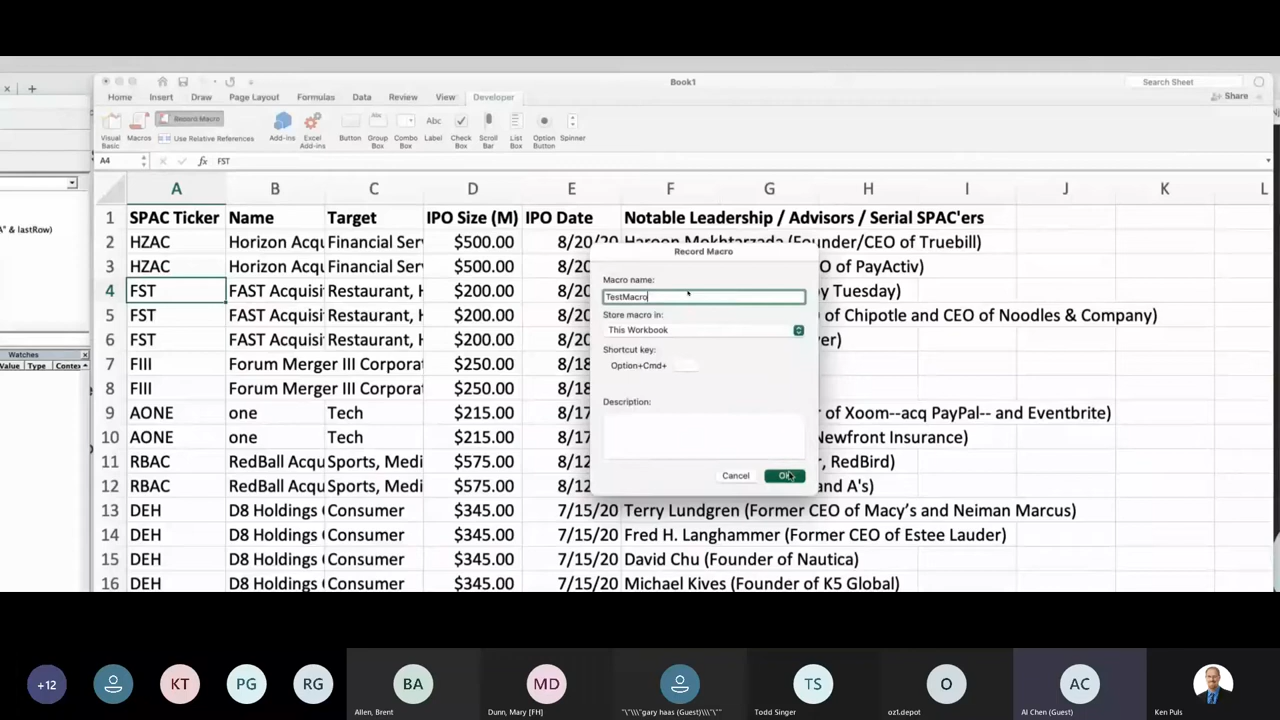 Book1
Search Sheet
Home Insert Draw Page Layout Formulas Data Review View Developer
Share
Record Macro
Use Relative References
Visual Basic
Macros
Add-ins
Excel Add-ins
Button
Group Box
Combo Box
Abc
Label
Check Box
Scroll Bar
List Box
Option Button
Spinner
A4 fx FST
A B C D E F G H I J K L
1 SPAC Ticker Name Target IPO Size (M) IPO Date Notable Leadership / Advisors / Serial SPAC'ers
2 HZAC Horizon Acqu Financial Ser $500.00 8/20/20 Haroon Mokhtarzada (Founder/CEO of Truebill)
3 HZAC Horizon Acqu Financial Ser $500.00 8/20 O of PayActiv)
4 FST FAST Acquisi Restaurant, H $200.00 8/20 y Tuesday)
5 FST FAST Acquisi Restaurant, H $200.00 8/20 of Chipotle and CEO of Noodles & Company)
6 FST FAST Acquisi Restaurant, H $200.00 8/20 er)
7 FIII Forum Merger III Corporat $250.00 8/18
8 FIII Forum Merger III Corporat $250.00 8/18
9 AONE one Tech $215.00 8/17 r of Xoom--acq PayPal-- and Eventbrite)
10 AONE one Tech $215.00 8/17 Newfront Insurance)
11 RBAC RedBall Acqu Sports, Medi $575.00 8/12 r, RedBird)
12 RBAC RedBall Acqu Sports, Medi $575.00 8/12 and A's)
13 DEH D8 Holdings Consumer $345.00 7/15/20 Terry Lundgren (Former CEO of Macy's and Neiman Marcus)
14 DEH D8 Holdings Consumer $345.00 7/15/20 Fred H. Langhammer (Former CEO of Estee Lauder)
15 DEH D8 Holdings Consumer $345.00 7/15/20 David Chu (Founder of Nautica)
16 DEH D8 Holdings Consumer $345.00 7/15/20 Michael Kives (Founder of K5 Global)
Record Macro
Macro name:
TestMacro
Store macro in:
This Workbook
Shortcut key:
Option+Cmd+
Description:
Cancel OK
" & lastRow)
Watches
Value Type Contex
+12 KT PG RG BA MD TS O AC
Allen, Brent
Dunn, Mary [FH]
"\"\\\"gary haas (Guest)\\\"\""
Todd Singer
oz1.depot
Al Chen (Guest)
Ken Puls